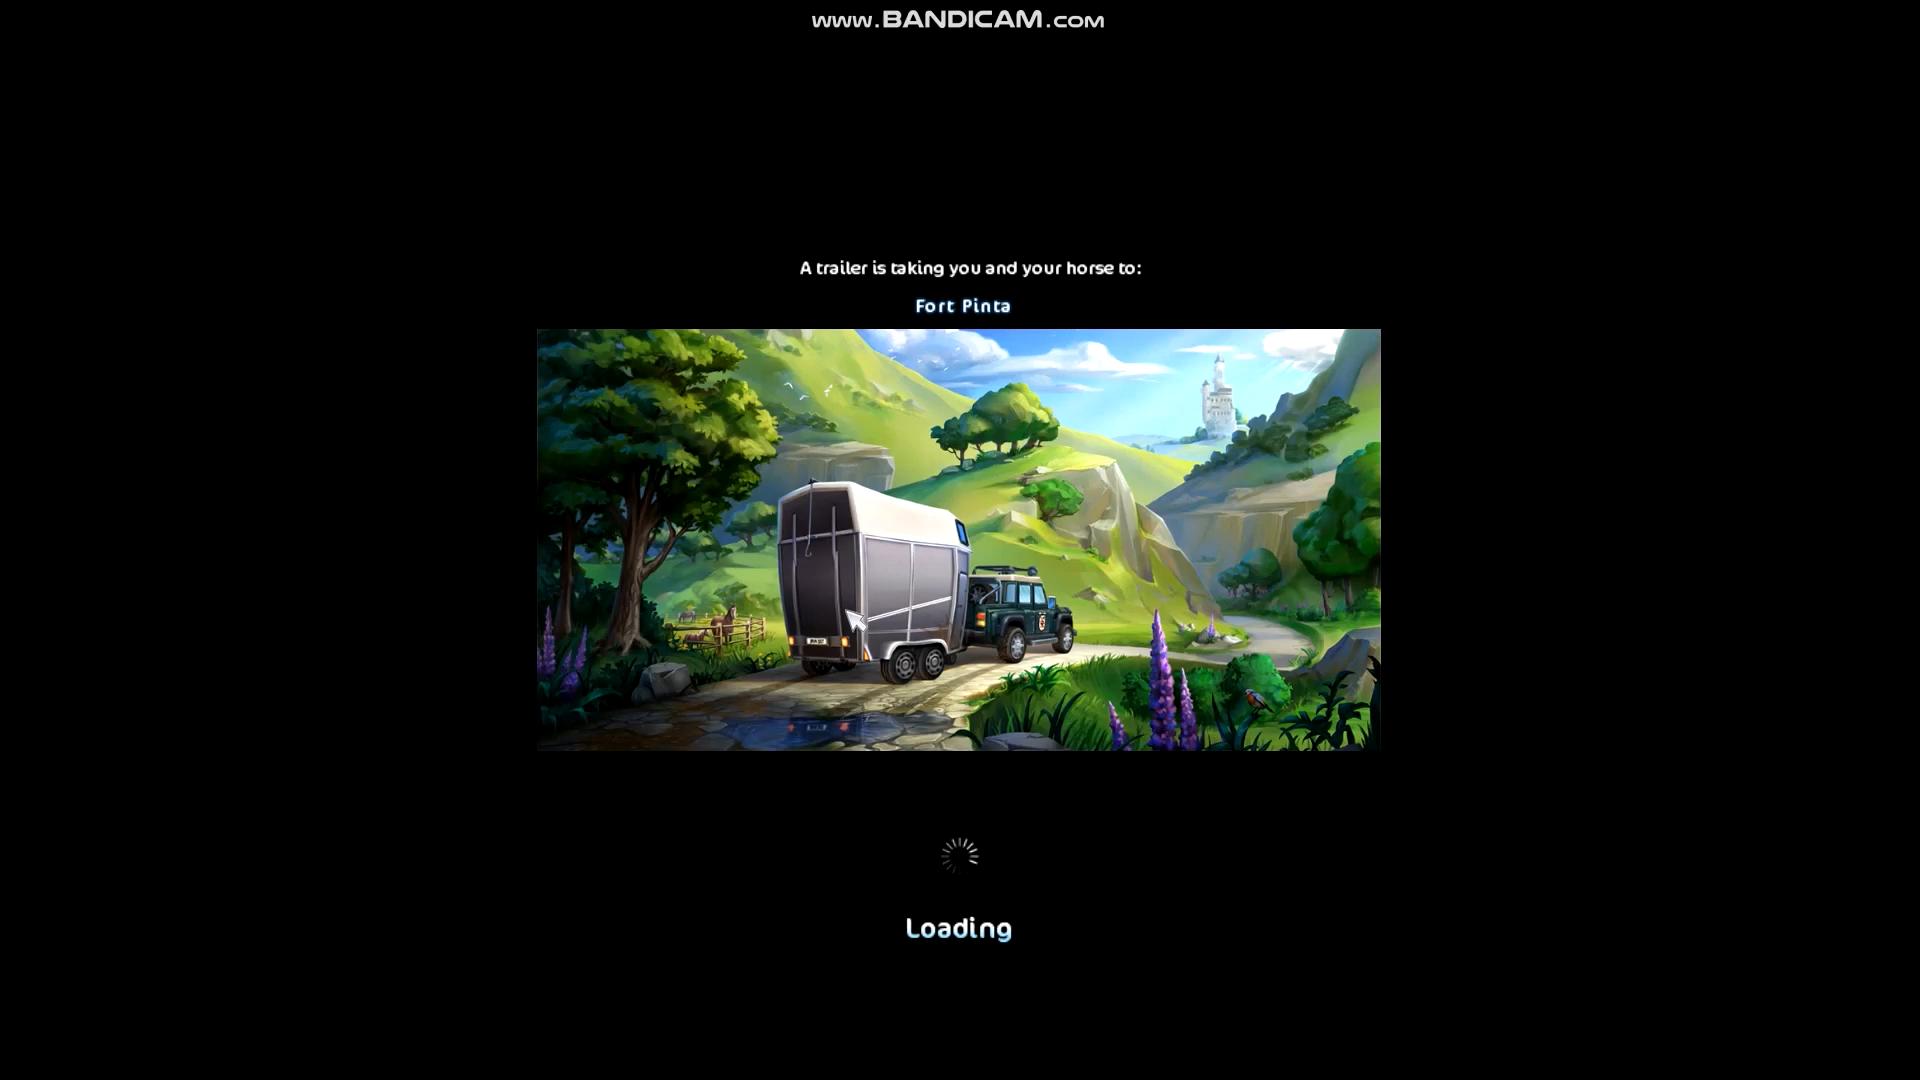 www.BANDICAM.com
A trailer is taking you and your horse to:
Fort Pinta
Loading